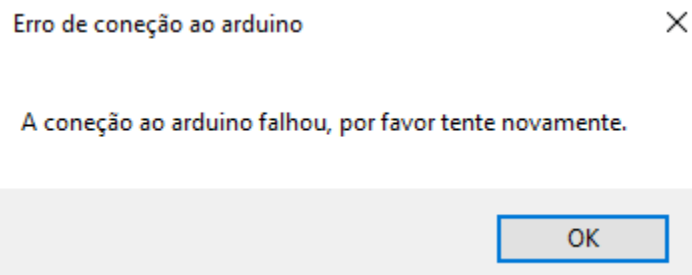 Erro de coneção ao arduino
A coneção ao arduino falhou, por favor tente novamente.
OK